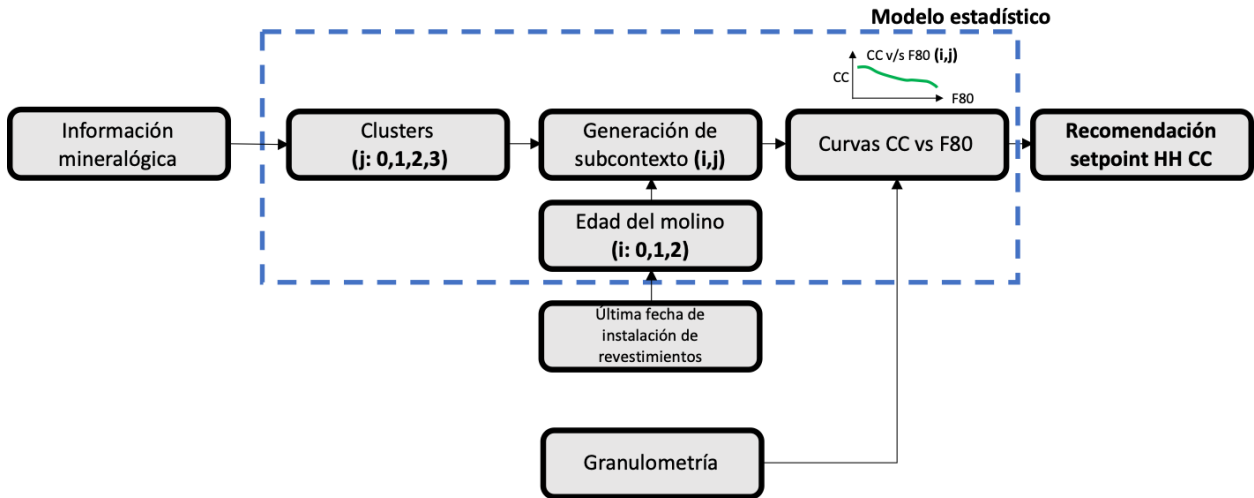 Modelo estadístico
CC v/s F80 (i,j)
CC
F80
Información
mineralógica
Clusters
(j: 0,1,2,3)
Generación de
subcontexto (i,j)
Curvas CC vs F80
Recomendación
setpoint HH CC
Edad del molino
(i: 0,1,2)
Última fecha de
instalación de
revestimientos
Granulometría